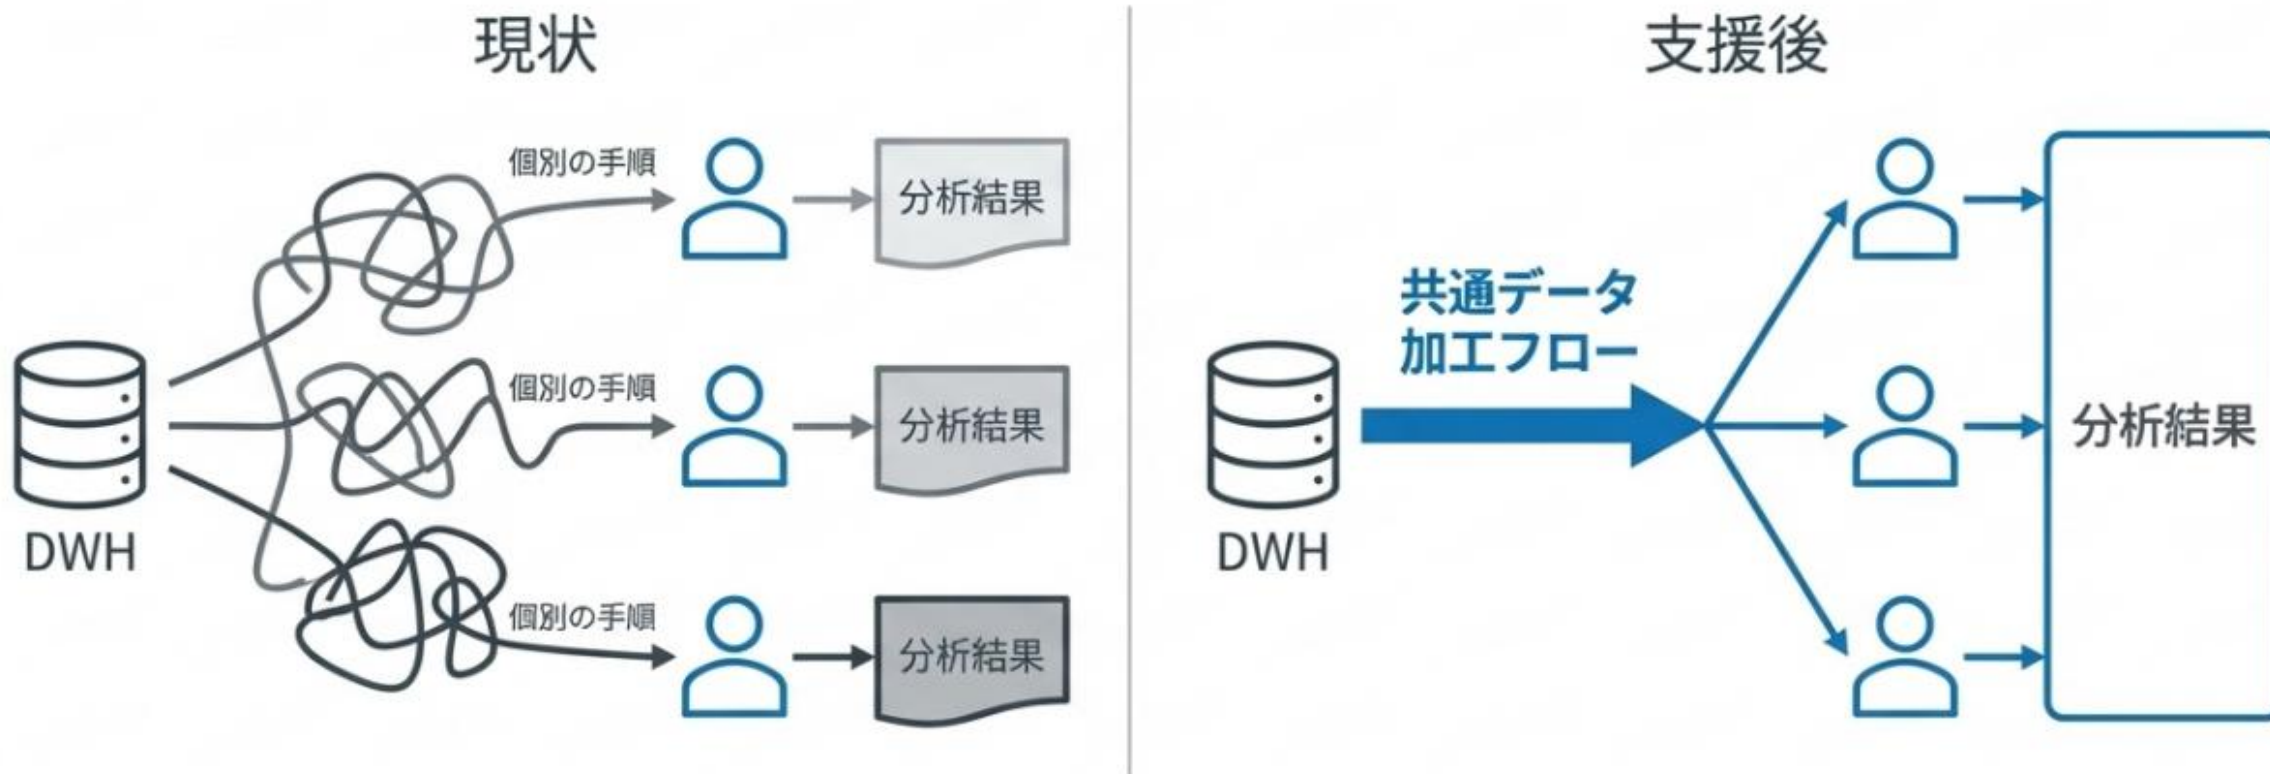 現状
個別の手順
分析結果
個別の手順
分析結果
個別の手順
分析結果
DWH
支援後
共通データ
加工フロー
DWH
分析結果